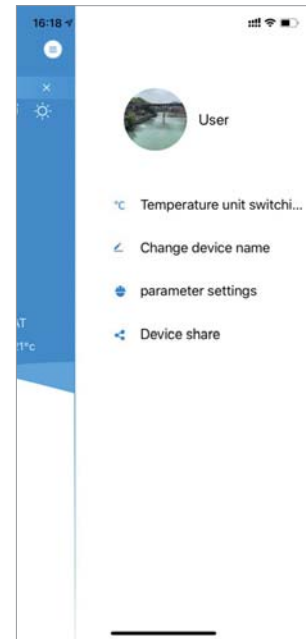 16:18
User
°C Temperature unit switchi...
Change device name
parameter settings
Device share